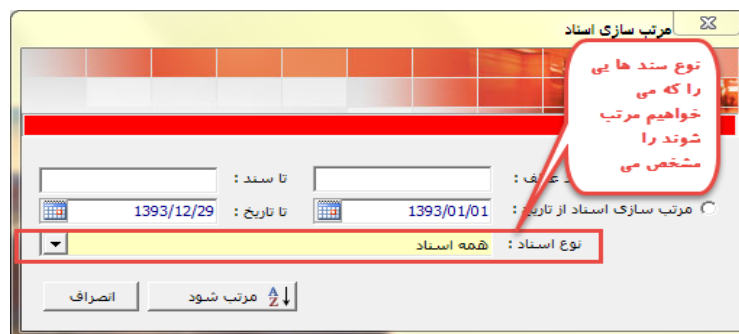 مرتب سازی اسناد
نوع سند ها یی
را که می
خواهیم مرتب
شوند را
مشخص می
تا سند :
مرتب سازی اسناد از تاریخ : 1393/01/01 تا تاریخ : 1393/12/29
نوع اسناد : همه اسناد
مرتب شود انصراف